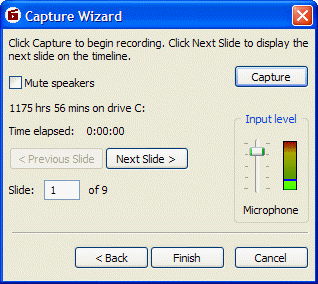 Capture Wizard
Click Capture to begin recording. Click Next Slide to display the
next slide on the timeline.
Mute speakers
Capture
1175 hrs 56 mins on drive C:
Input level
Time elapsed: 0:00:00
< Previous Slide
Next Slide >
Slide: 1 of 9
Microphone
< Back
Finish
Cancel